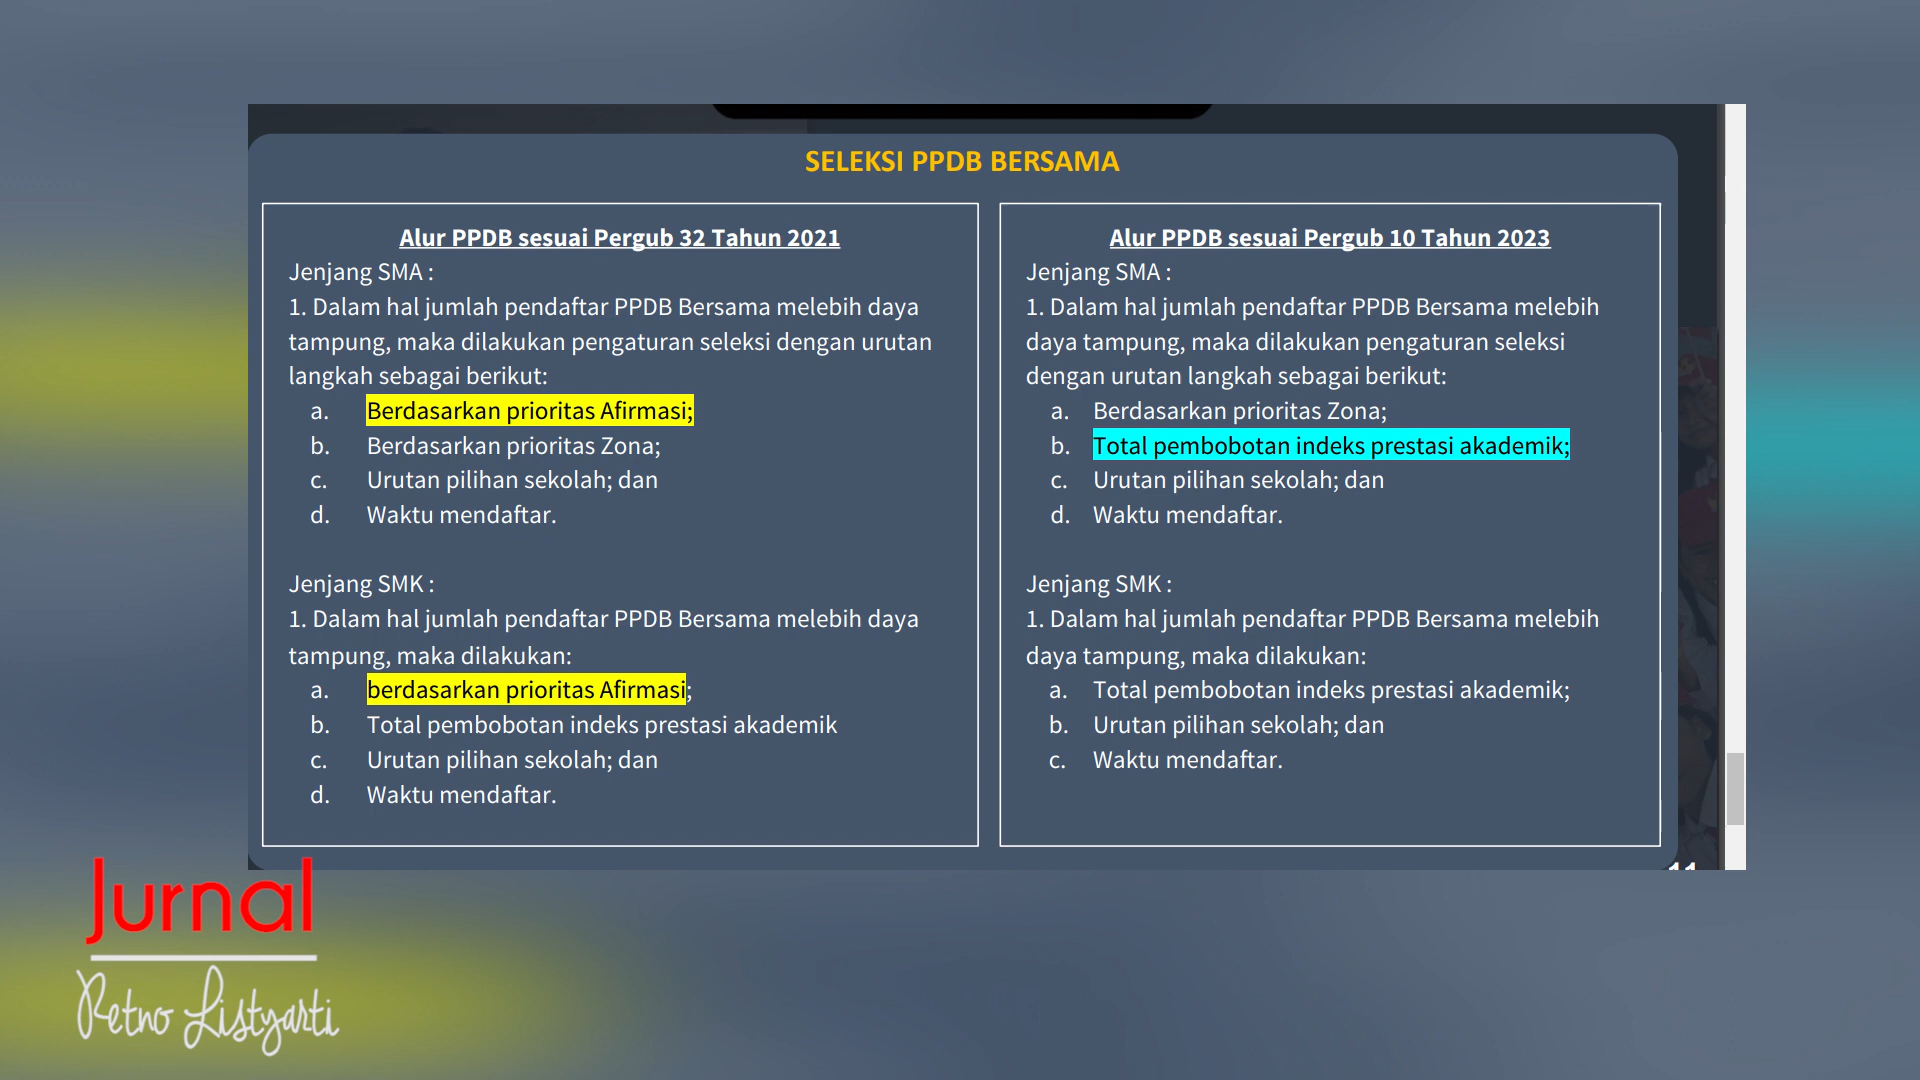 SELEKSI PPDB BERSAMA
Alur PPDB sesuai Pergub 32 Tahun 2021
Jenjang SMA :
1. Dalam hal jumlah pendaftar PPDB Bersama melebih daya
tampung, maka dilakukan pengaturan seleksi dengan urutan
langkah sebagai berikut:
a. Berdasarkan prioritas Afirmasi;
b. Berdasarkan prioritas Zona;
c. Urutan pilihan sekolah; dan
d. Waktu mendaftar.
Jenjang SMK :
1. Dalam hal jumlah pendaftar PPDB Bersama melebih daya
tampung, maka dilakukan:
a. berdasarkan prioritas Afirmasi;
b. Total pembobotan indeks prestasi akademik
c. Urutan pilihan sekolah; dan
d. Waktu mendaftar.
Alur PPDB sesuai Pergub 10 Tahun 2023
Jenjang SMA :
1. Dalam hal jumlah pendaftar PPDB Bersama melebih
daya tampung, maka dilakukan pengaturan seleksi
dengan urutan langkah sebagai berikut:
a. Berdasarkan prioritas Zona;
b. Total pembobotan indeks prestasi akademik;
c. Urutan pilihan sekolah; dan
d. Waktu mendaftar.
Jenjang SMK :
1. Dalam hal jumlah pendaftar PPDB Bersama melebih
daya tampung, maka dilakukan:
a. Total pembobotan indeks prestasi akademik;
b. Urutan pilihan sekolah; dan
c. Waktu mendaftar.
Jurnal
Retno Listyarti